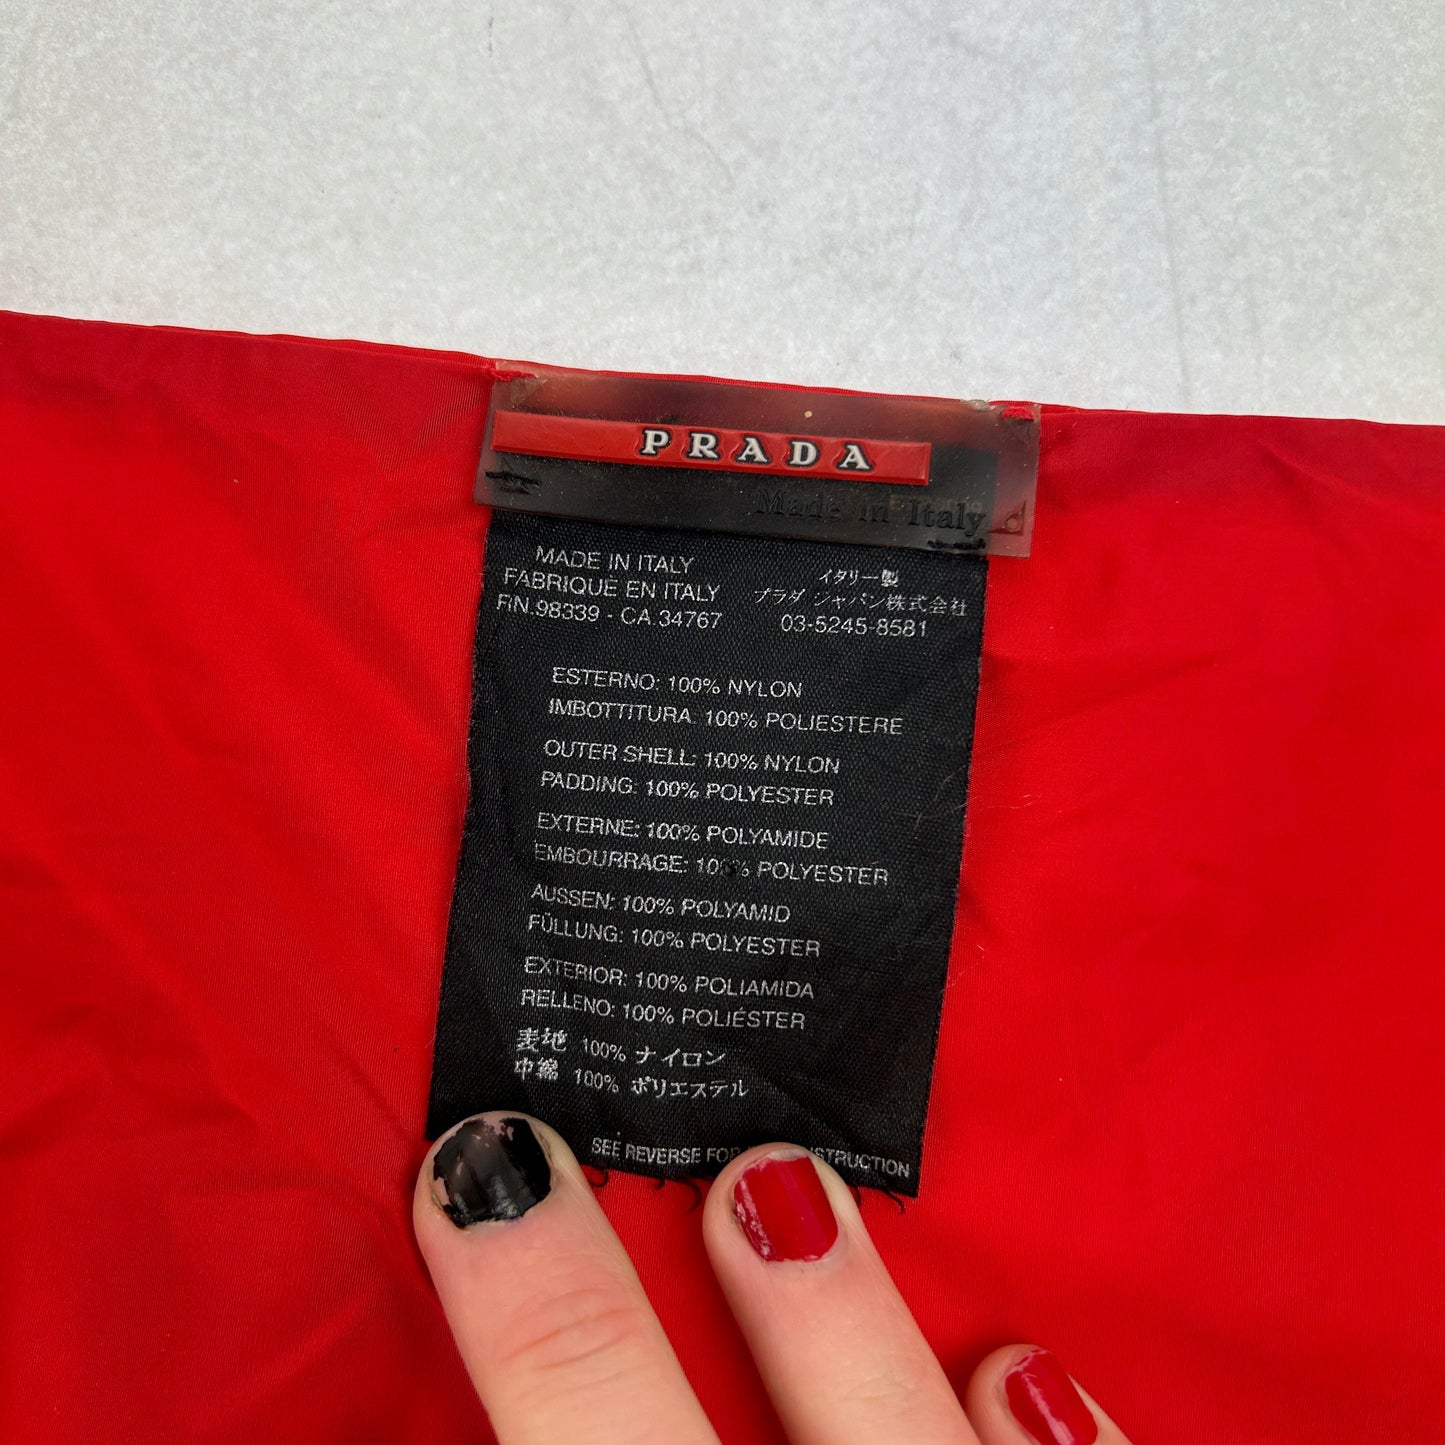 PRADA
Made in Italy
MADE IN ITALY
FABRIQUÉ EN ITALY
RN.98339 - CA 34767
イタリー製
プラダ ジャパン株式会社
03-5245-8581
ESTERNO: 100% NYLON
IMBOTTITURA 100% POLIESTERE
OUTER SHELL: 100% NYLON
PADDING: 100% POLYESTER
EXTERNE: 100% POLYAMIDE
EMBOURRAGE: 100% POLYESTER
AUSSEN: 100% POLYAMID
FÜLLUNG: 100% POLYESTER
EXTERIOR: 100% POLIAMIDA
RELLENO: 100% POLIÉSTER
表地 100% ナイロン
中綿 100% ポリエステル
SEE REVERSE FOR